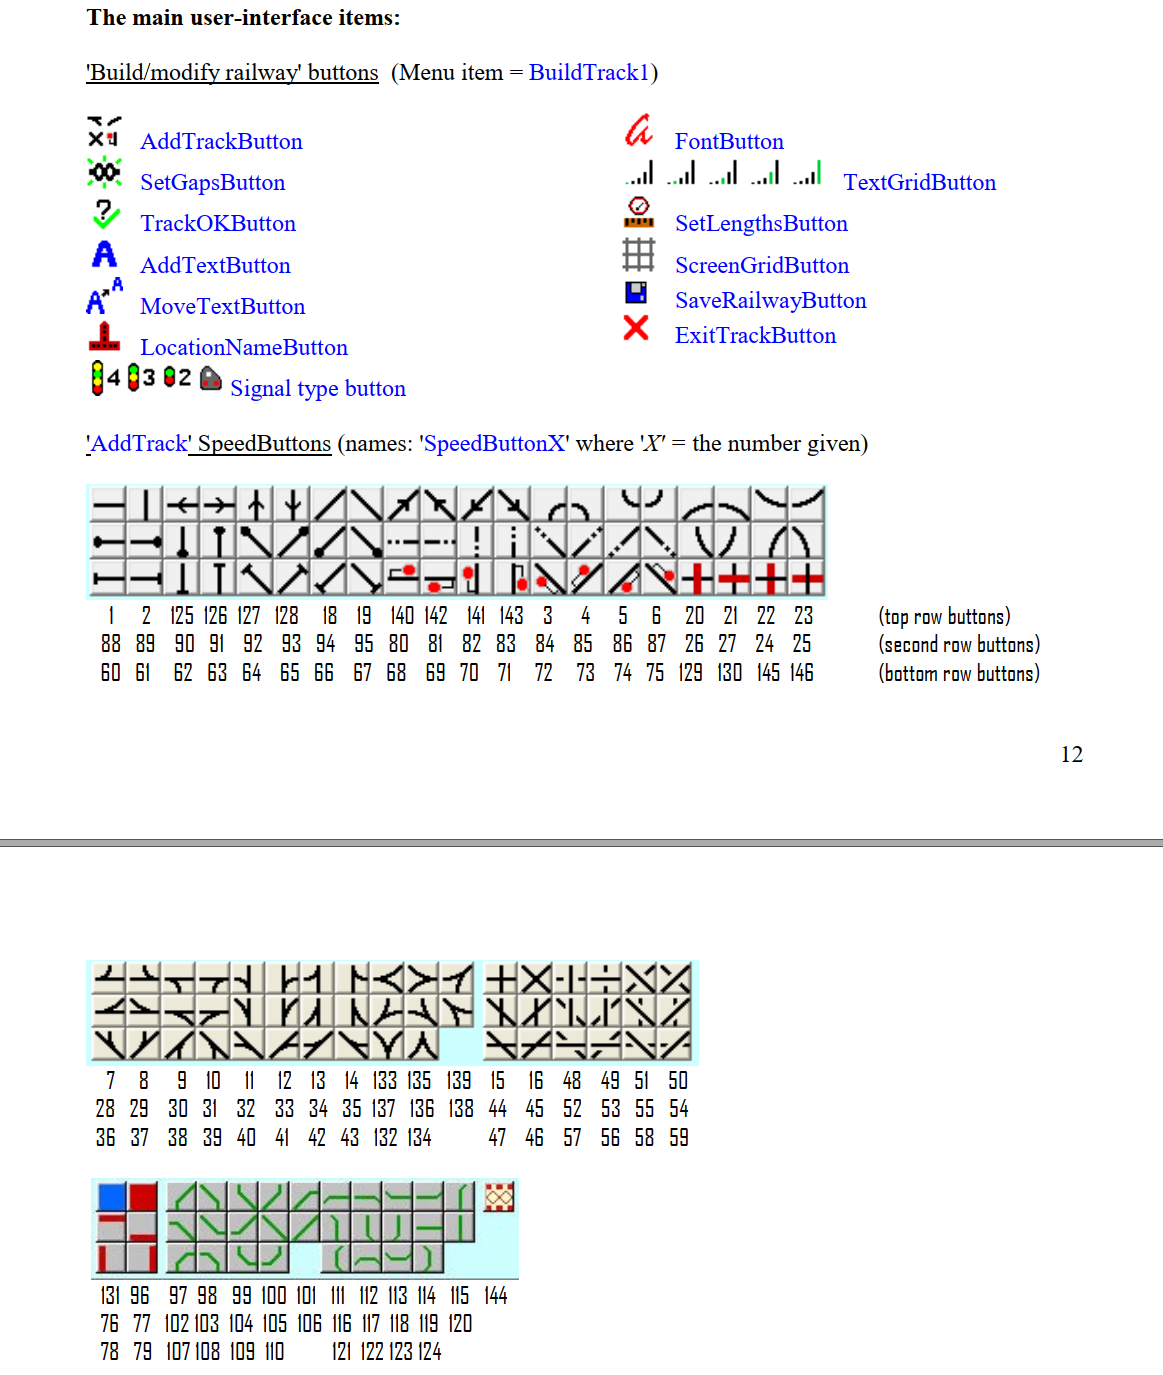 The main user-interface items:
'Build/modify railway' buttons (Menu item = BuildTrack1)
AddTrackButton
SetGapsButton
TrackOKButton
AddTextButton
MoveTextButton
LocationNameButton
4 3 2 Signal type button
FontButton
TextGridButton
SetLengthsButton
ScreenGridButton
SaveRailwayButton
ExitTrackButton
'AddTrack' SpeedButtons (names: 'SpeedButtonX' where 'X' = the number given)
1 2 125 126 127 128 18 19 140 142 141 143 3 4 5 6 20 21 22 23 (top row buttons)
88 89 90 91 92 93 94 95 80 81 82 83 84 85 86 87 26 27 24 25 (second row buttons)
60 61 62 63 64 65 66 67 68 69 70 71 72 73 74 75 129 130 145 146 (bottom row buttons)
12
7 8 9 10 11 12 13 14 133 135 139 15 16 48 49 51 50
28 29 30 31 32 33 34 35 137 136 138 44 45 52 53 55 54
36 37 38 39 40 41 42 43 132 134 47 46 57 56 58 59
131 96 97 98 99 100 101 111 112 113 114 115 144
76 77 102 103 104 105 106 116 117 118 119 120
78 79 107 108 109 110 121 122 123 124